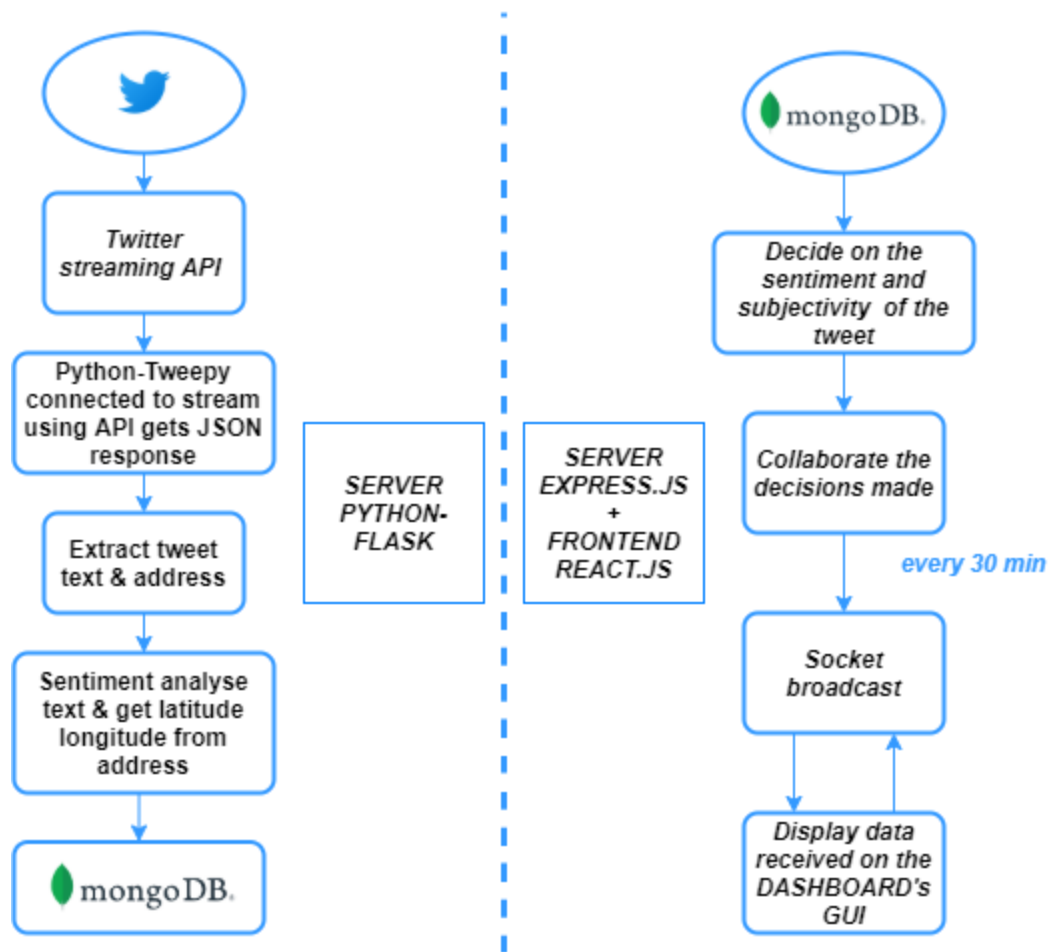 Twitter
streaming API
Python-Tweepy
connected to stream
using API gets JSON
response
Extract tweet
text & address
Sentiment analyse
text & get latitude
longitude from
address
mongoDB.
SERVER
PYTHON-
FLASK
SERVER
EXPRESS.JS
+
FRONTEND
REACT.JS
mongoDB.
Decide on the
sentiment and
subjectivity of the
tweet
Collaborate the
decisions made
every 30 min
Socket
broadcast
Display data
received on the
DASHBOARD's
GUI